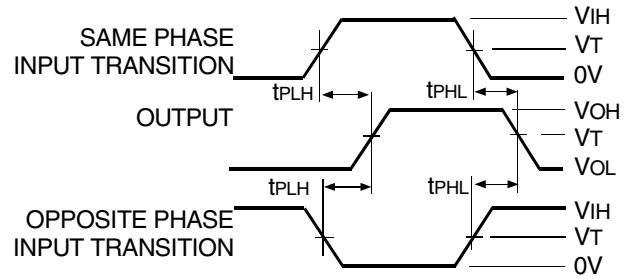 SAME PHASE
INPUT TRANSITION
VIH
VT
0V
tPLH
tPHL
OUTPUT
VOH
VT
VOL
tPLH
tPHL
OPPOSITE PHASE
INPUT TRANSITION
VIH
VT
0V